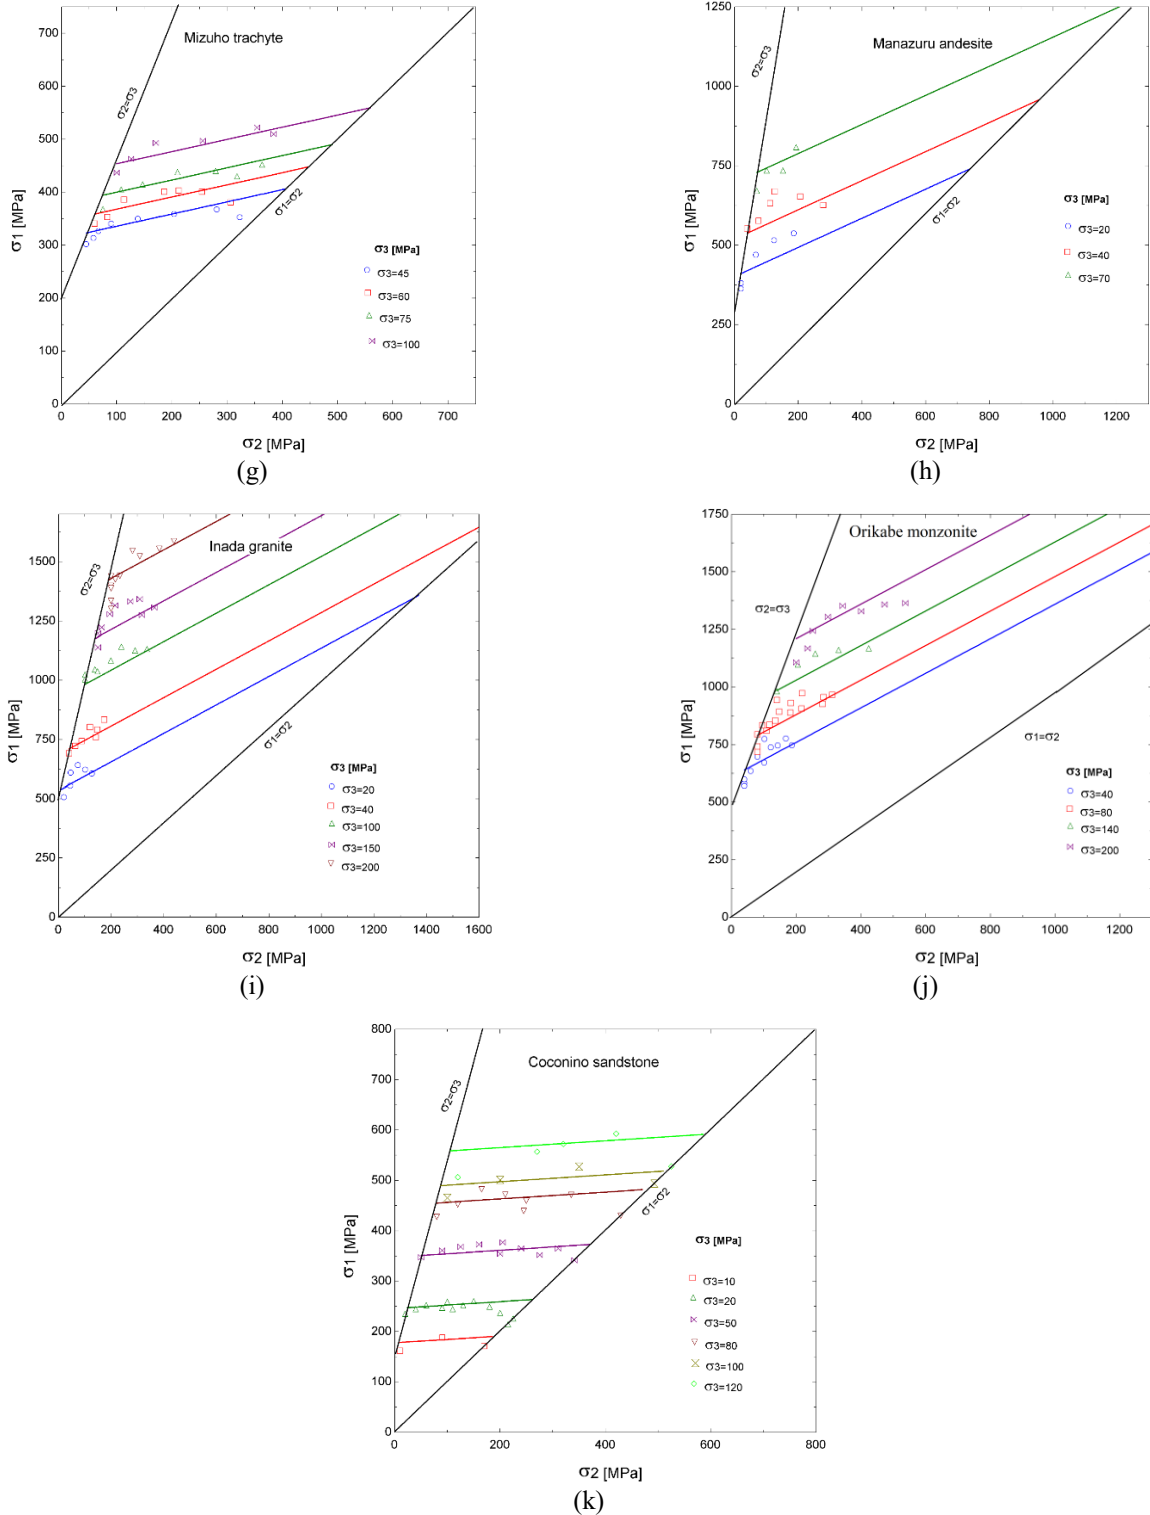 Mizuho trachyte
σ2=σ3
σ1=σ2
σ1 [MPa]
700
600
500
400
300
200
100
0
0 100 200 300 400 500 600 700
σ2 [MPa]
σ3 [MPa]
σ3=45
σ3=60
σ3=75
σ3=100
(g)
Manazuru andesite
σ2=σ3
σ1=σ2
σ1 [MPa]
1250
1000
750
500
250
0
0 200 400 600 800 1000 1200
σ2 [MPa]
σ3 [MPa]
σ3=20
σ3=40
σ3=70
(h)
Inada granite
σ2=σ3
σ1=σ2
σ1 [MPa]
1500
1250
1000
750
500
250
0
0 200 400 600 800 1000 1200 1400 1600
σ2 [MPa]
σ3 [MPa]
σ3=20
σ3=40
σ3=100
σ3=150
σ3=200
(i)
Orikabe monzonite
σ2=σ3
σ1=σ2
σ1 [MPa]
1750
1500
1250
1000
750
500
250
0
0 200 400 600 800 1000 1200
σ2 [MPa]
σ3 [MPa]
σ3=40
σ3=80
σ3=140
σ3=200
(j)
Coconino sandstone
σ2=σ3
σ1=σ2
σ1 [MPa]
800
700
600
500
400
300
200
100
0
0 200 400 600 800
σ2 [MPa]
σ3 [MPa]
σ3=10
σ3=20
σ3=50
σ3=80
σ3=100
σ3=120
(k)